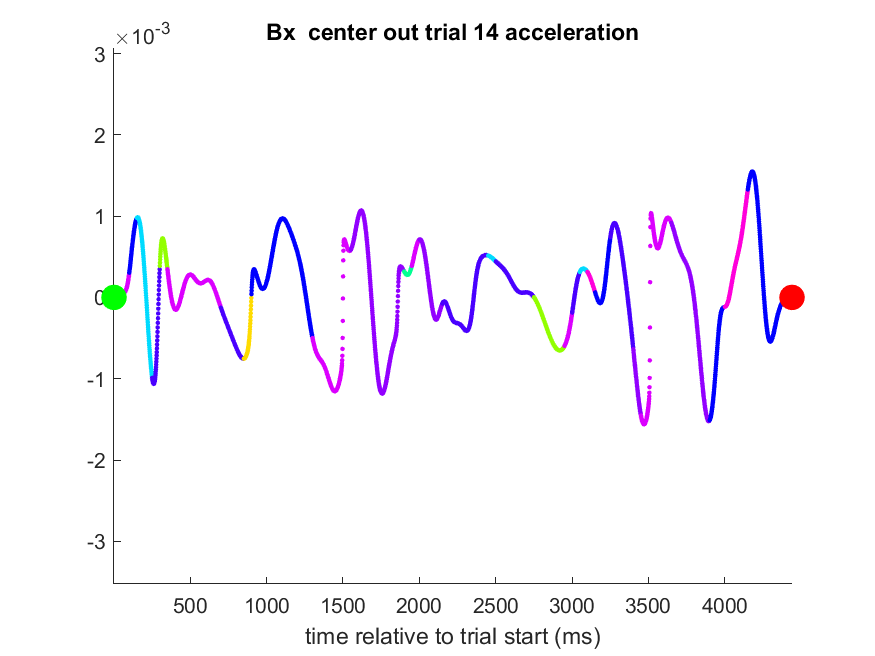 ×10-3
Bx center out trial 14 acceleration
3
2
1
0
-1
-2
-3
500 1000 1500 2000 2500 3000 3500 4000
time relative to trial start (ms)